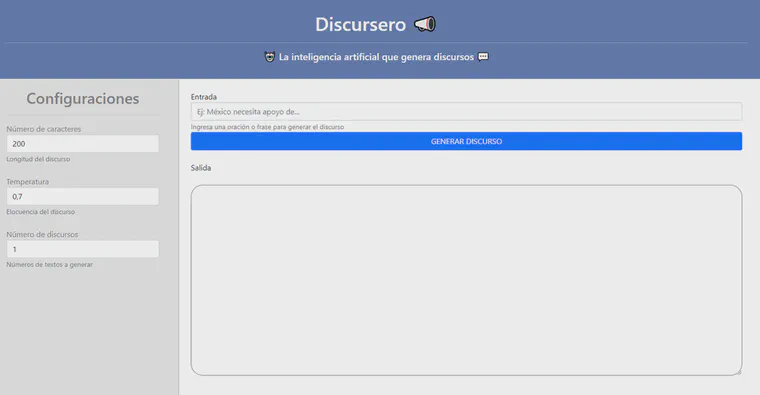 Discursero
La inteligencia artificial que genera discursos
Configuraciones
Número de caracteres
200
Longitud del discurso
Temperatura
0,7
Elocuencia del discurso
Número de discursos
1
Números de textos a generar
Entrada
Ej: México necesita apoyo de...
Ingresa una oración o frase para generar el discurso
GENERAR DISCURSO
Salida